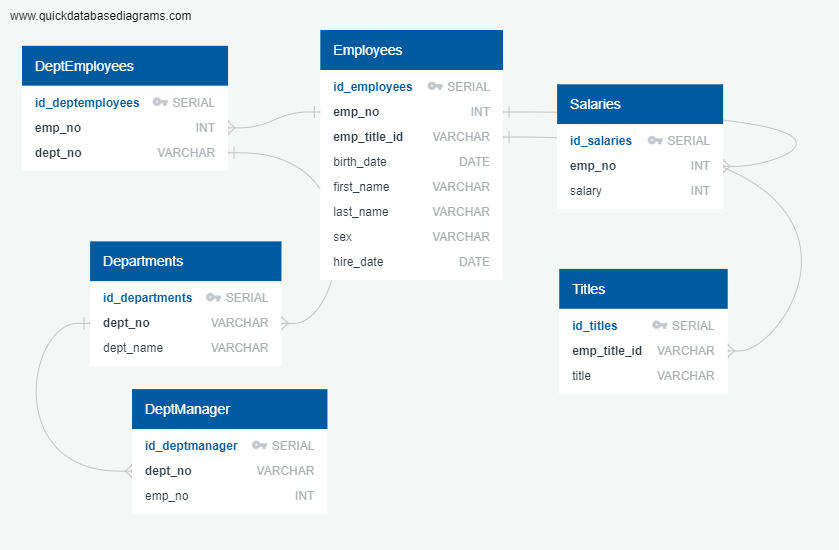 www.quickdatabasediagrams.com
DeptEmployees
id_deptemployees SERIAL
emp_no INT
dept_no VARCHAR
Employees
id_employees SERIAL
emp_no INT
emp_title_id VARCHAR
birth_date DATE
first_name VARCHAR
last_name VARCHAR
sex VARCHAR
hire_date DATE
Salaries
id_salaries SERIAL
emp_no INT
salary INT
Departments
id_departments SERIAL
dept_no VARCHAR
dept_name VARCHAR
Titles
id_titles SERIAL
emp_title_id VARCHAR
title VARCHAR
DeptManager
id_deptmanager SERIAL
dept_no VARCHAR
emp_no INT